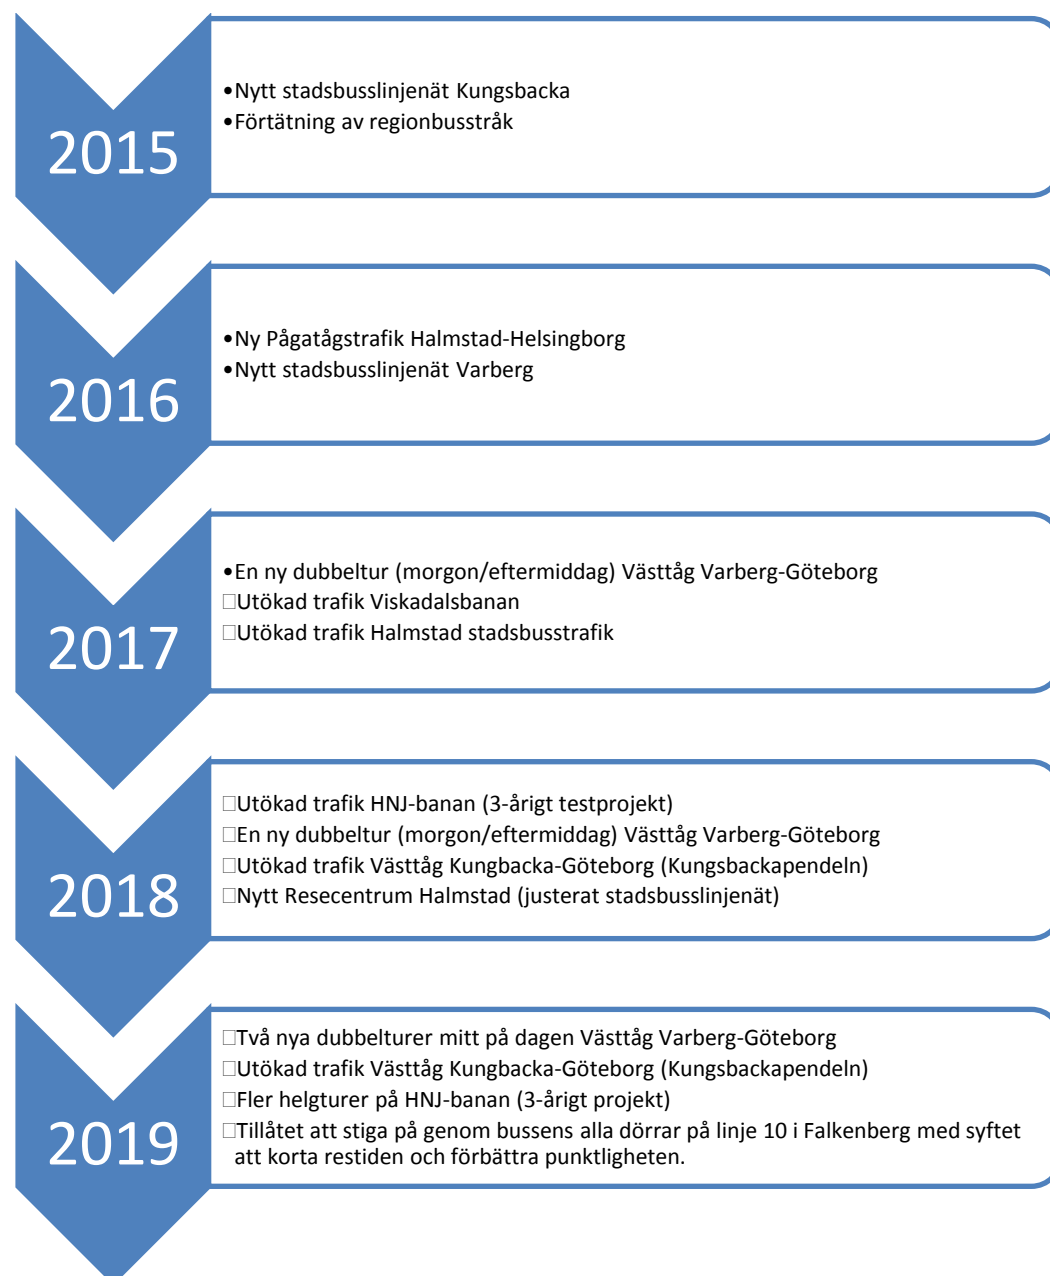 2015
•Nytt stadsbusslinjenät Kungsbacka
•Förtätning av regionbusstråk
2016
•Ny Pågatågstrafik Halmstad-Helsingborg
•Nytt stadsbusslinjenät Varberg
2017
•En ny dubbeltur (morgon/eftermiddag) Västtåg Varberg-Göteborg
□Utökad trafik Viskadalsbanan
□Utökad trafik Halmstad stadsbusstrafik
2018
□Utökad trafik HNJ-banan (3-årigt testprojekt)
□En ny dubbeltur (morgon/eftermiddag) Västtåg Varberg-Göteborg
□Utökad trafik Västtåg Kungbacka-Göteborg (Kungsbackapendeln)
□Nytt Resecentrum Halmstad (justerat stadsbusslinjenät)
2019
□Två nya dubbelturer mitt på dagen Västtåg Varberg-Göteborg
□Utökad trafik Västtåg Kungbacka-Göteborg (Kungsbackapendeln)
□Fler helgturer på HNJ-banan (3-årigt projekt)
□Tillåtet att stiga på genom bussens alla dörrar på linje 10 i Falkenberg med syftet
att korta restiden och förbättra punktligheten.